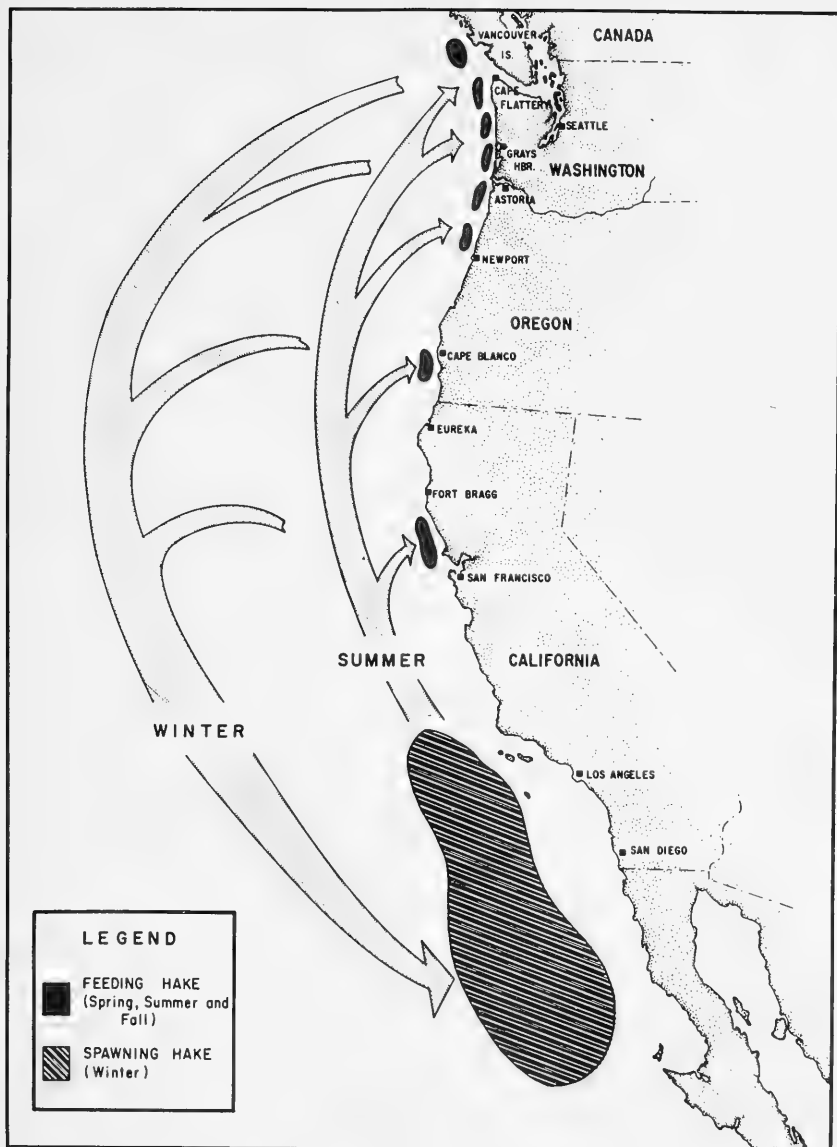 VANCOUVER
IS.
CANADA
CAPE
FLATTERY
SEATTLE
GRAYS
HBR.
WASHINGTON
ASTORIA
NEWPORT
OREGON
CAPE BLANCO
EUREKA
FORT BRAGG
SAN FRANCISCO
SUMMER
CALIFORNIA
WINTER
LOS ANGELES
SAN DIEGO
LEGEND
FEEDING HAKE
(Spring, Summer and
Fall)
SPAWNING HAKE
(Winter)